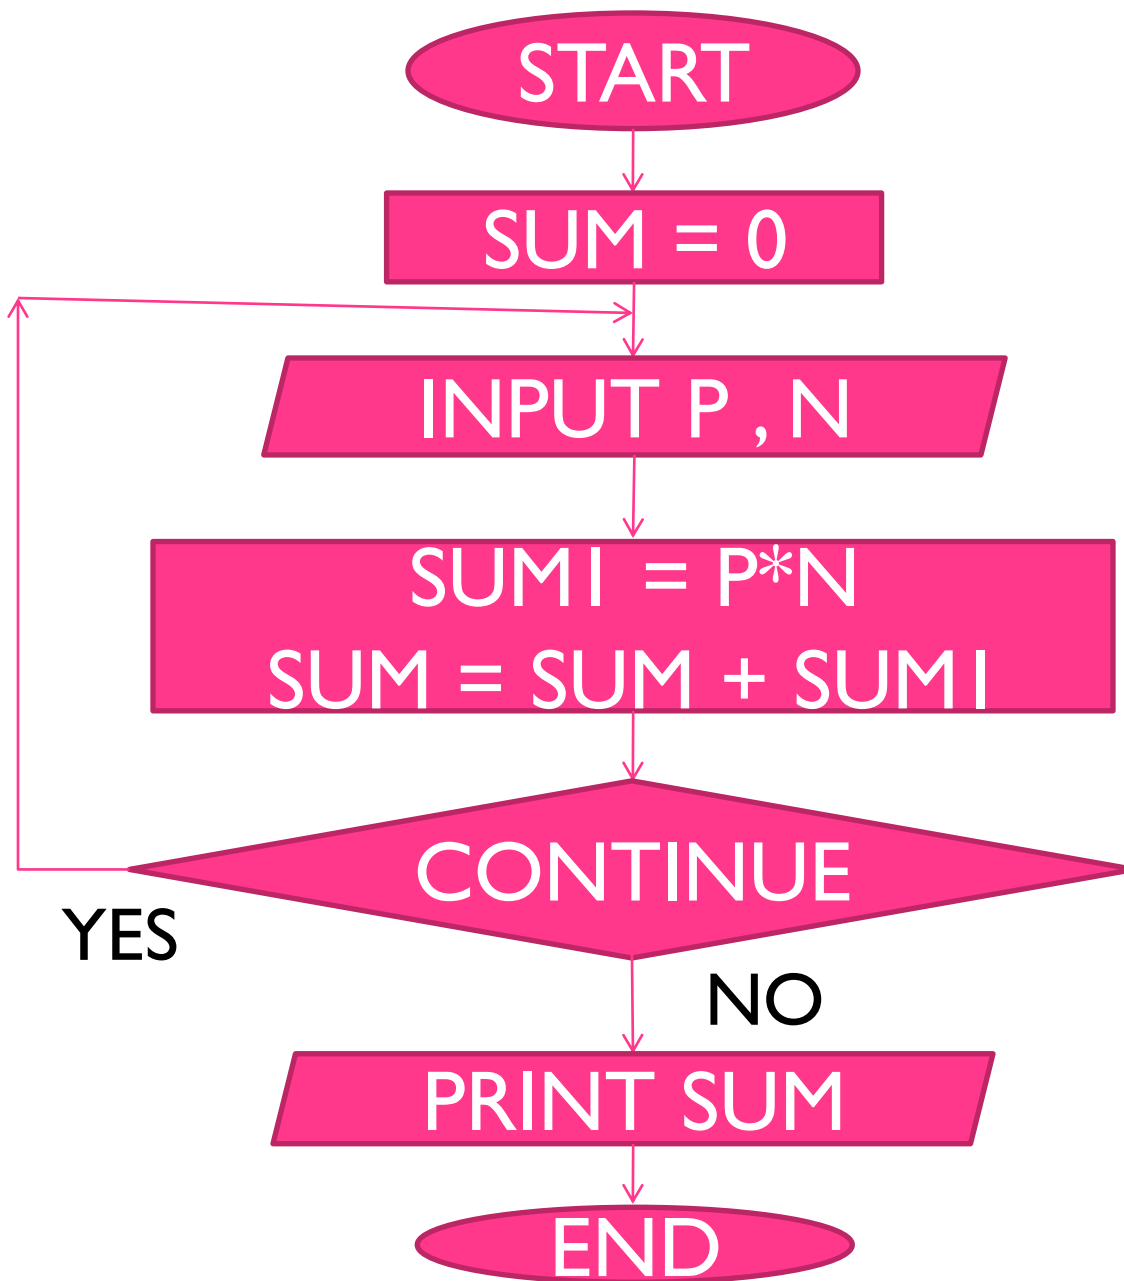 START
SUM = 0
INPUT P , N
SUM1 = P*N
SUM = SUM + SUM1
CONTINUE
YES
NO
PRINT SUM
END